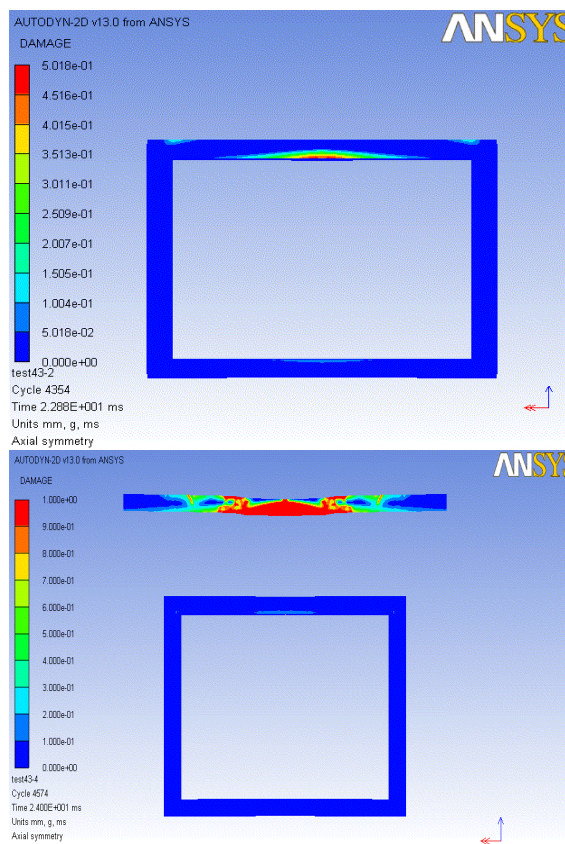 AUTODYN-2D v13.0 from ANSYS
ANSYS
DAMAGE
5.018e-01
4.516e-01
4.015e-01
3.513e-01
3.011e-01
2.509e-01
2.007e-01
1.505e-01
1.004e-01
5.018e-02
0.000e+00
test43-2
Cycle 4354
Time 2.288E+001 ms
Units mm, g, ms
Axial symmetry
AUTODYN-2D v13.0 from ANSYS
ANSY
DAMAGE
1.000e+00
9.000e-01
8.000e-01
7.000e-01
6.000e-01
5.000e-01
4.000e-01
3.000e-01
2.000e-01
1.000e-01
0.000e+00
test43-4
Cycle 4574
Time 2.400E+001 ms
Units mm, g, ms
Axial symmetry